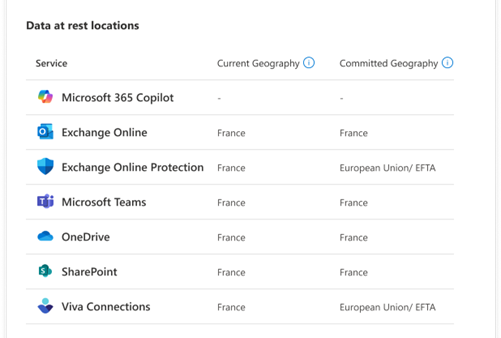 Data at rest locations
Service Current Geography Committed Geography
Microsoft 365 Copilot - -
Exchange Online France France
Exchange Online Protection France European Union/ EFTA
Microsoft Teams France France
OneDrive France France
SharePoint France France
Viva Connections France European Union/ EFTA